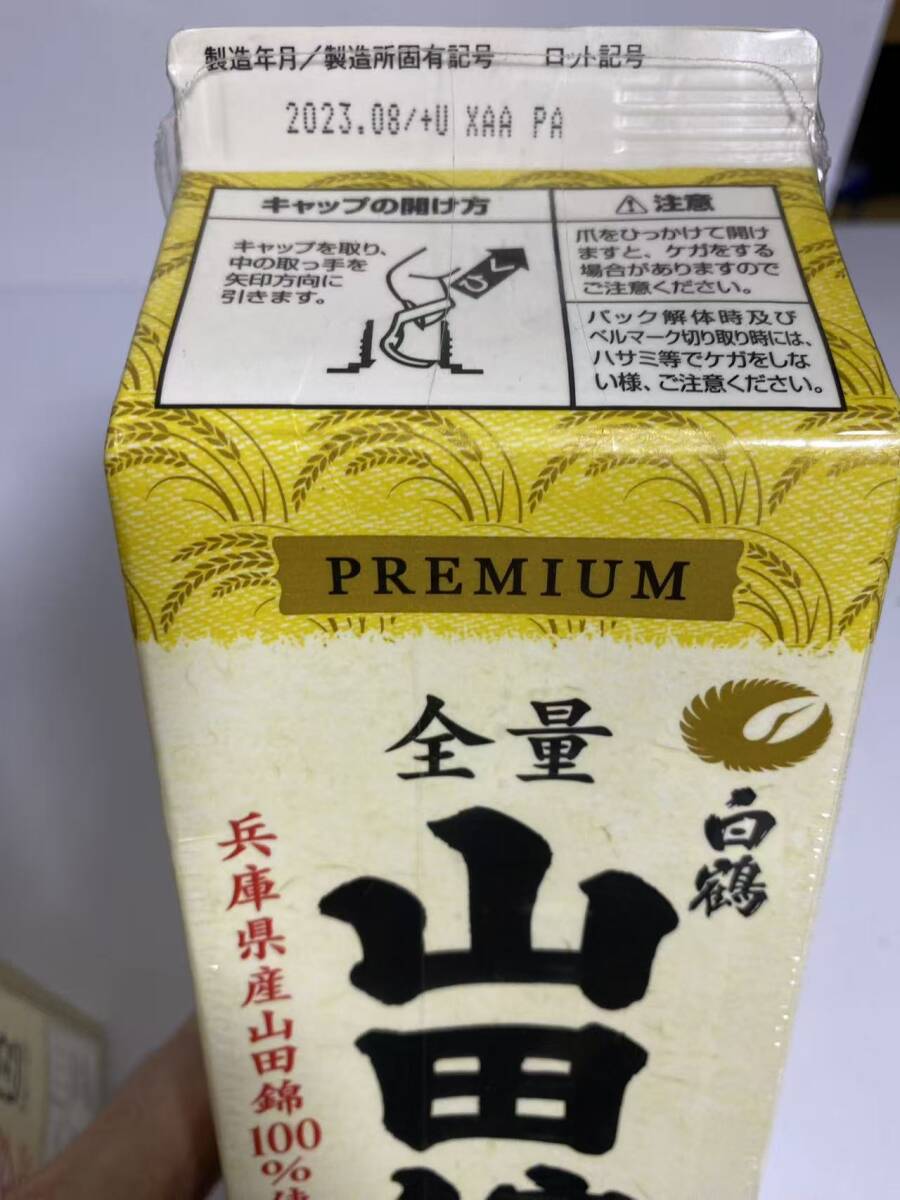 製造年月/製造所固有記号 ロット記号
2023.08/+U XAA PA
キャップの開け方
キャップを取り、
中の取っ手を
矢印方向に
引きます。
ひく
⚠注意
爪をひっかけて開け
ますと、ケガをする
場合がありますので
ご注意ください。
パック解体時及び
ベルマーク切り取り時には、
ハサミ等でケガをしな
い様、ご注意ください。
PREMIUM
全量
山田
白鶴
兵庫県産山田錦100%使